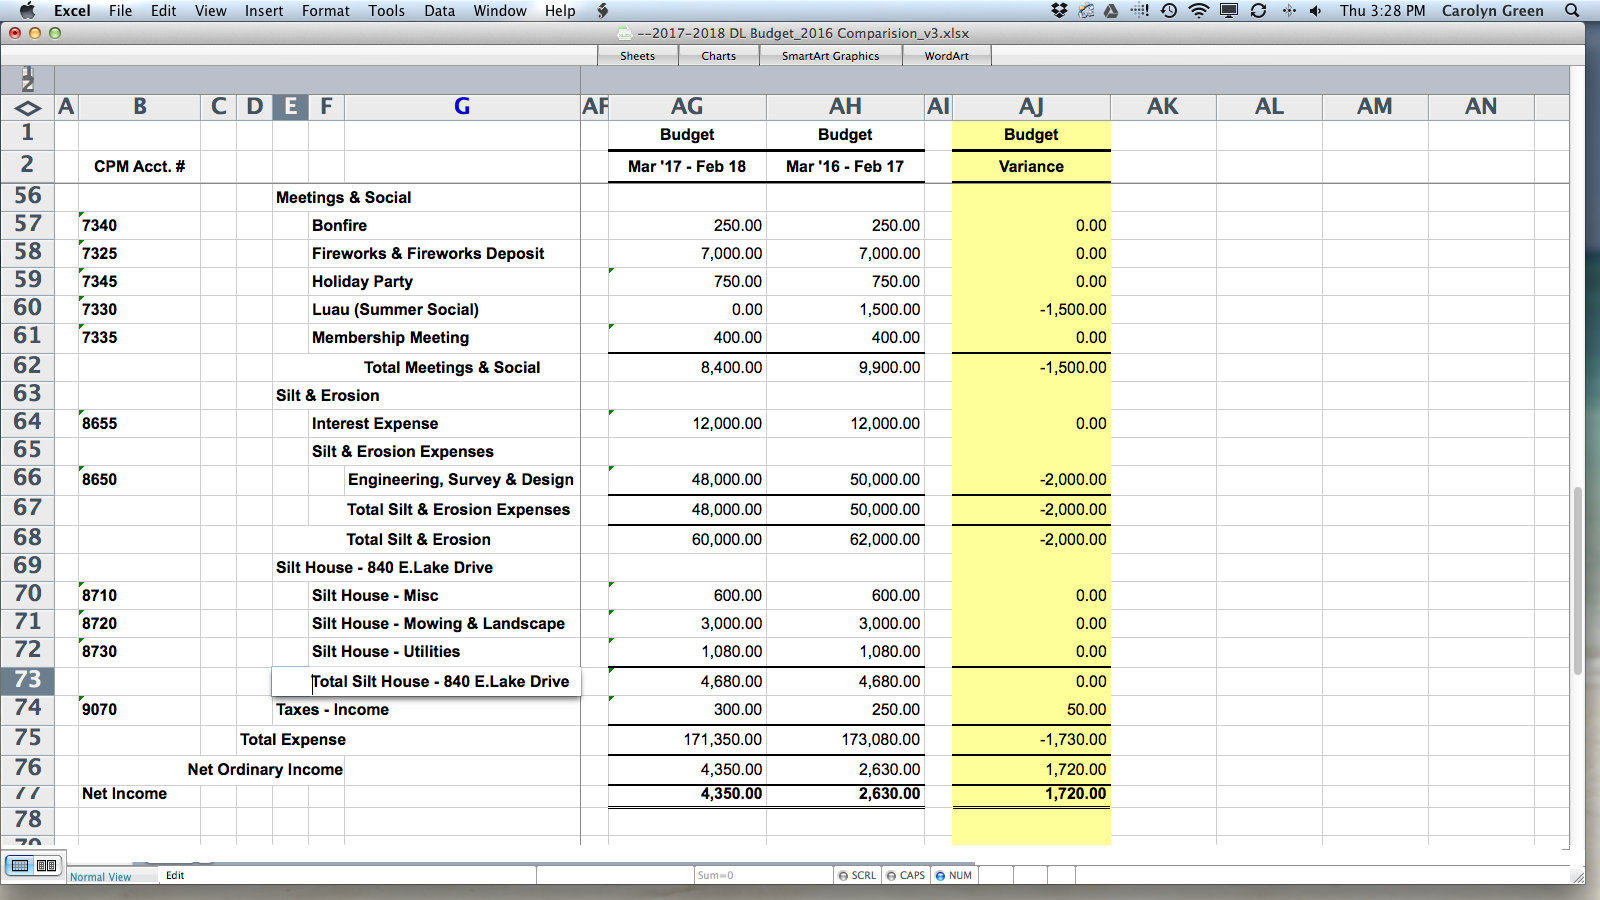 Excel File Edit View Insert Format Tools Data Window Help Thu 3:28 PM Carolyn Green
--2017-2018 DL Budget_2016 Comparision_v3.xlsx
Sheets Charts SmartArt Graphics WordArt
1
2
A B C D E F G AF AG AH AI AJ AK AL AM AN
1 Budget Budget Budget
2 CPM Acct. # Mar '17 - Feb 18 Mar '16 - Feb 17 Variance
56 Meetings & Social
57 7340 Bonfire 250.00 250.00 0.00
58 7325 Fireworks & Fireworks Deposit 7,000.00 7,000.00 0.00
59 7345 Holiday Party 750.00 750.00 0.00
60 7330 Luau (Summer Social) 0.00 1,500.00 -1,500.00
61 7335 Membership Meeting 400.00 400.00 0.00
62 Total Meetings & Social 8,400.00 9,900.00 -1,500.00
63 Silt & Erosion
64 8655 Interest Expense 12,000.00 12,000.00 0.00
65 Silt & Erosion Expenses
66 8650 Engineering, Survey & Design 48,000.00 50,000.00 -2,000.00
67 Total Silt & Erosion Expenses 48,000.00 50,000.00 -2,000.00
68 Total Silt & Erosion 60,000.00 62,000.00 -2,000.00
69 Silt House - 840 E.Lake Drive
70 8710 Silt House - Misc 600.00 600.00 0.00
71 8720 Silt House - Mowing & Landscape 3,000.00 3,000.00 0.00
72 8730 Silt House - Utilities 1,080.00 1,080.00 0.00
73 Total Silt House - 840 E.Lake Drive 4,680.00 4,680.00 0.00
74 9070 Taxes - Income 300.00 250.00 50.00
75 Total Expense 171,350.00 173,080.00 -1,730.00
76 Net Ordinary Income 4,350.00 2,630.00 1,720.00
77 Net Income 4,350.00 2,630.00 1,720.00
78
79
Normal View Edit Sum=0 SCRL CAPS NUM